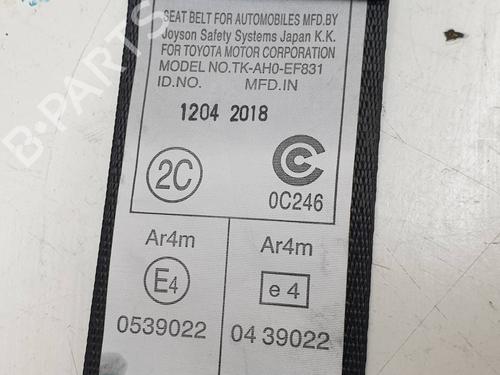 SEAT BELT FOR AUTOMOBILES MFD.BY
Joyson Safety Systems Japan K.K.
FOR TOYOTA MOTOR CORPORATION
MODEL NO.TK-AH0-EF831
ID.NO. MFD.IN
1204 2018
2C
0C246
Ar4m
E4
0539022
Ar4m
e 4
04 39022
B-PARTS